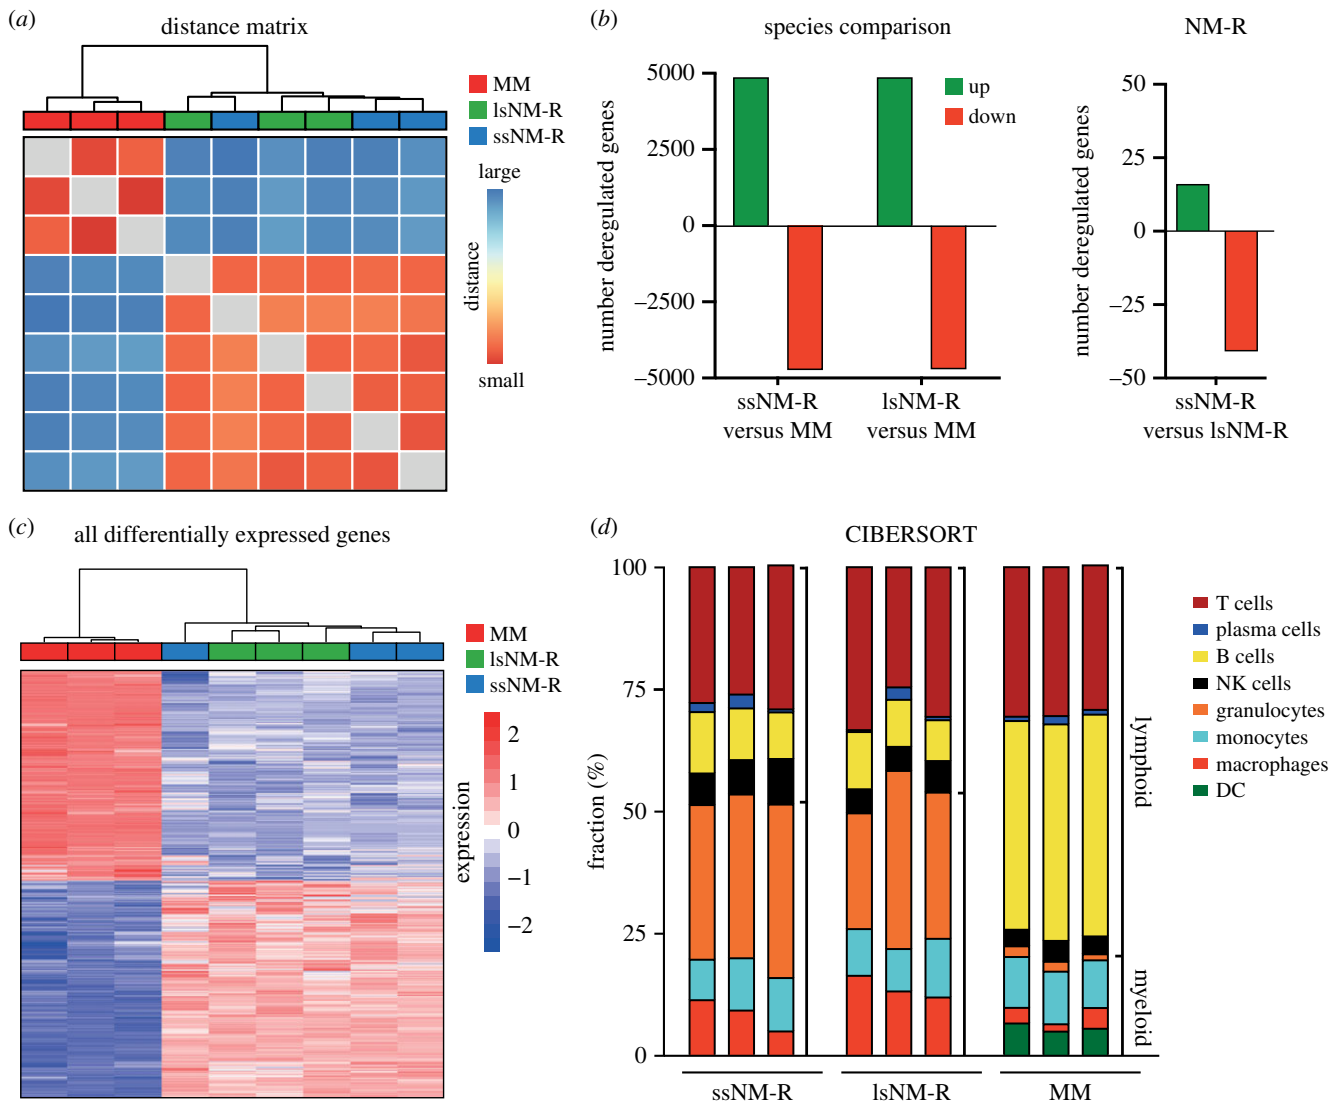 (a)
distance matrix
MM
lsNM-R
ssNM-R
large
distance
small
(b)
species comparison
NM-R
number deregulated genes
5000
2500
0
−2500
−5000
up
down
ssNM-R
versus MM
lsNM-R
versus MM
number deregulated genes
50
25
0
−25
−50
ssNM-R
versus lsNM-R
(c)
all differentially expressed genes
MM
lsNM-R
ssNM-R
expression
2
1
0
−1
−2
(d)
CIBERSORT
fraction (%)
100
75
50
25
0
ssNM-R
lsNM-R
MM
lymphoid
myeloid
T cells
plasma cells
B cells
NK cells
granulocytes
monocytes
macrophages
DC